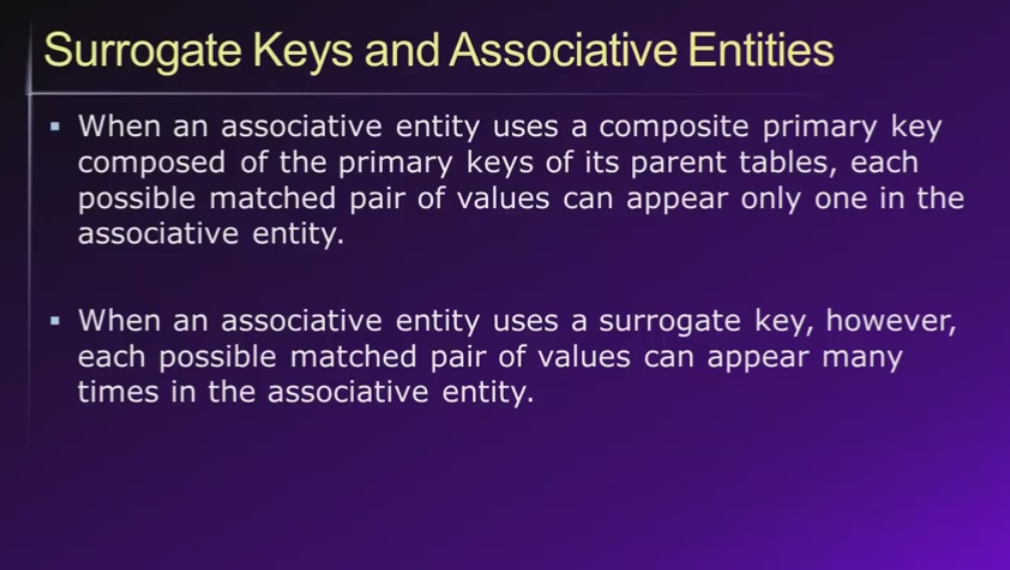 Surrogate Keys and Associative Entities
▪ When an associative entity uses a composite primary key
composed of the primary keys of its parent tables, each
possible matched pair of values can appear only one in the
associative entity.
▪ When an associative entity uses a surrogate key, however,
each possible matched pair of values can appear many
times in the associative entity.